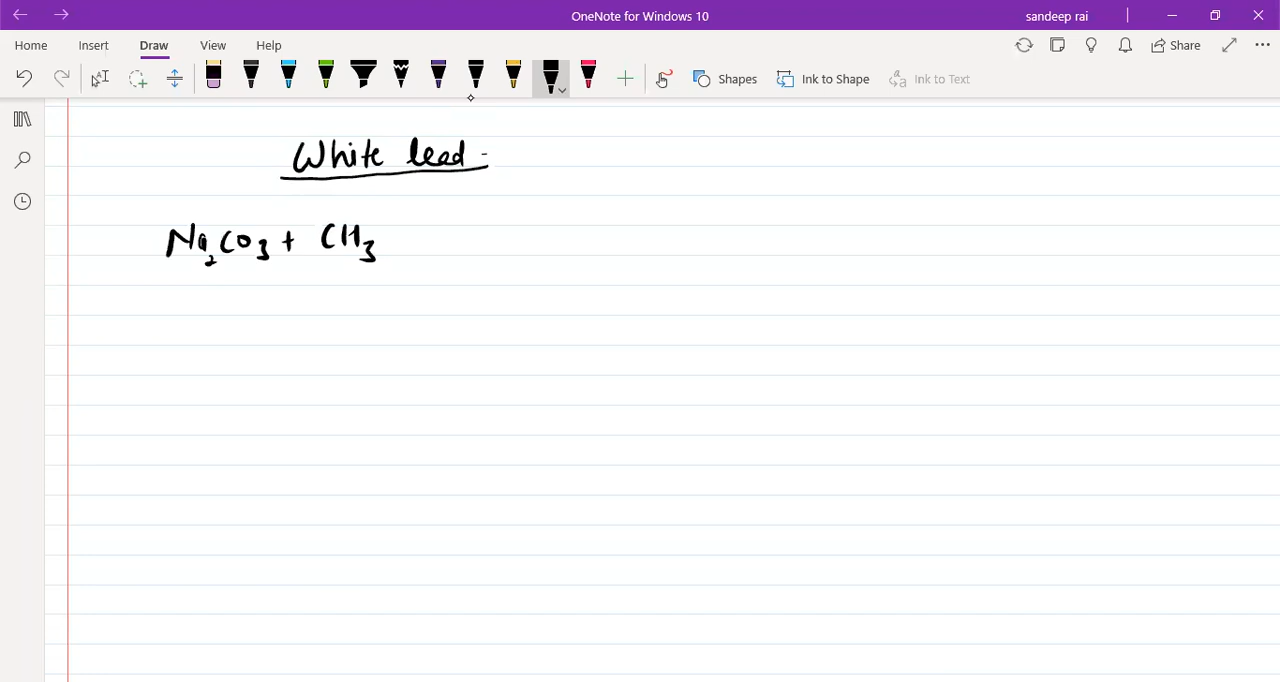 OneNote for Windows 10
sandeep rai
Home Insert Draw View Help
Share
Shapes Ink to Shape Ink to Text
White lead -
Na2CO3 + CH3